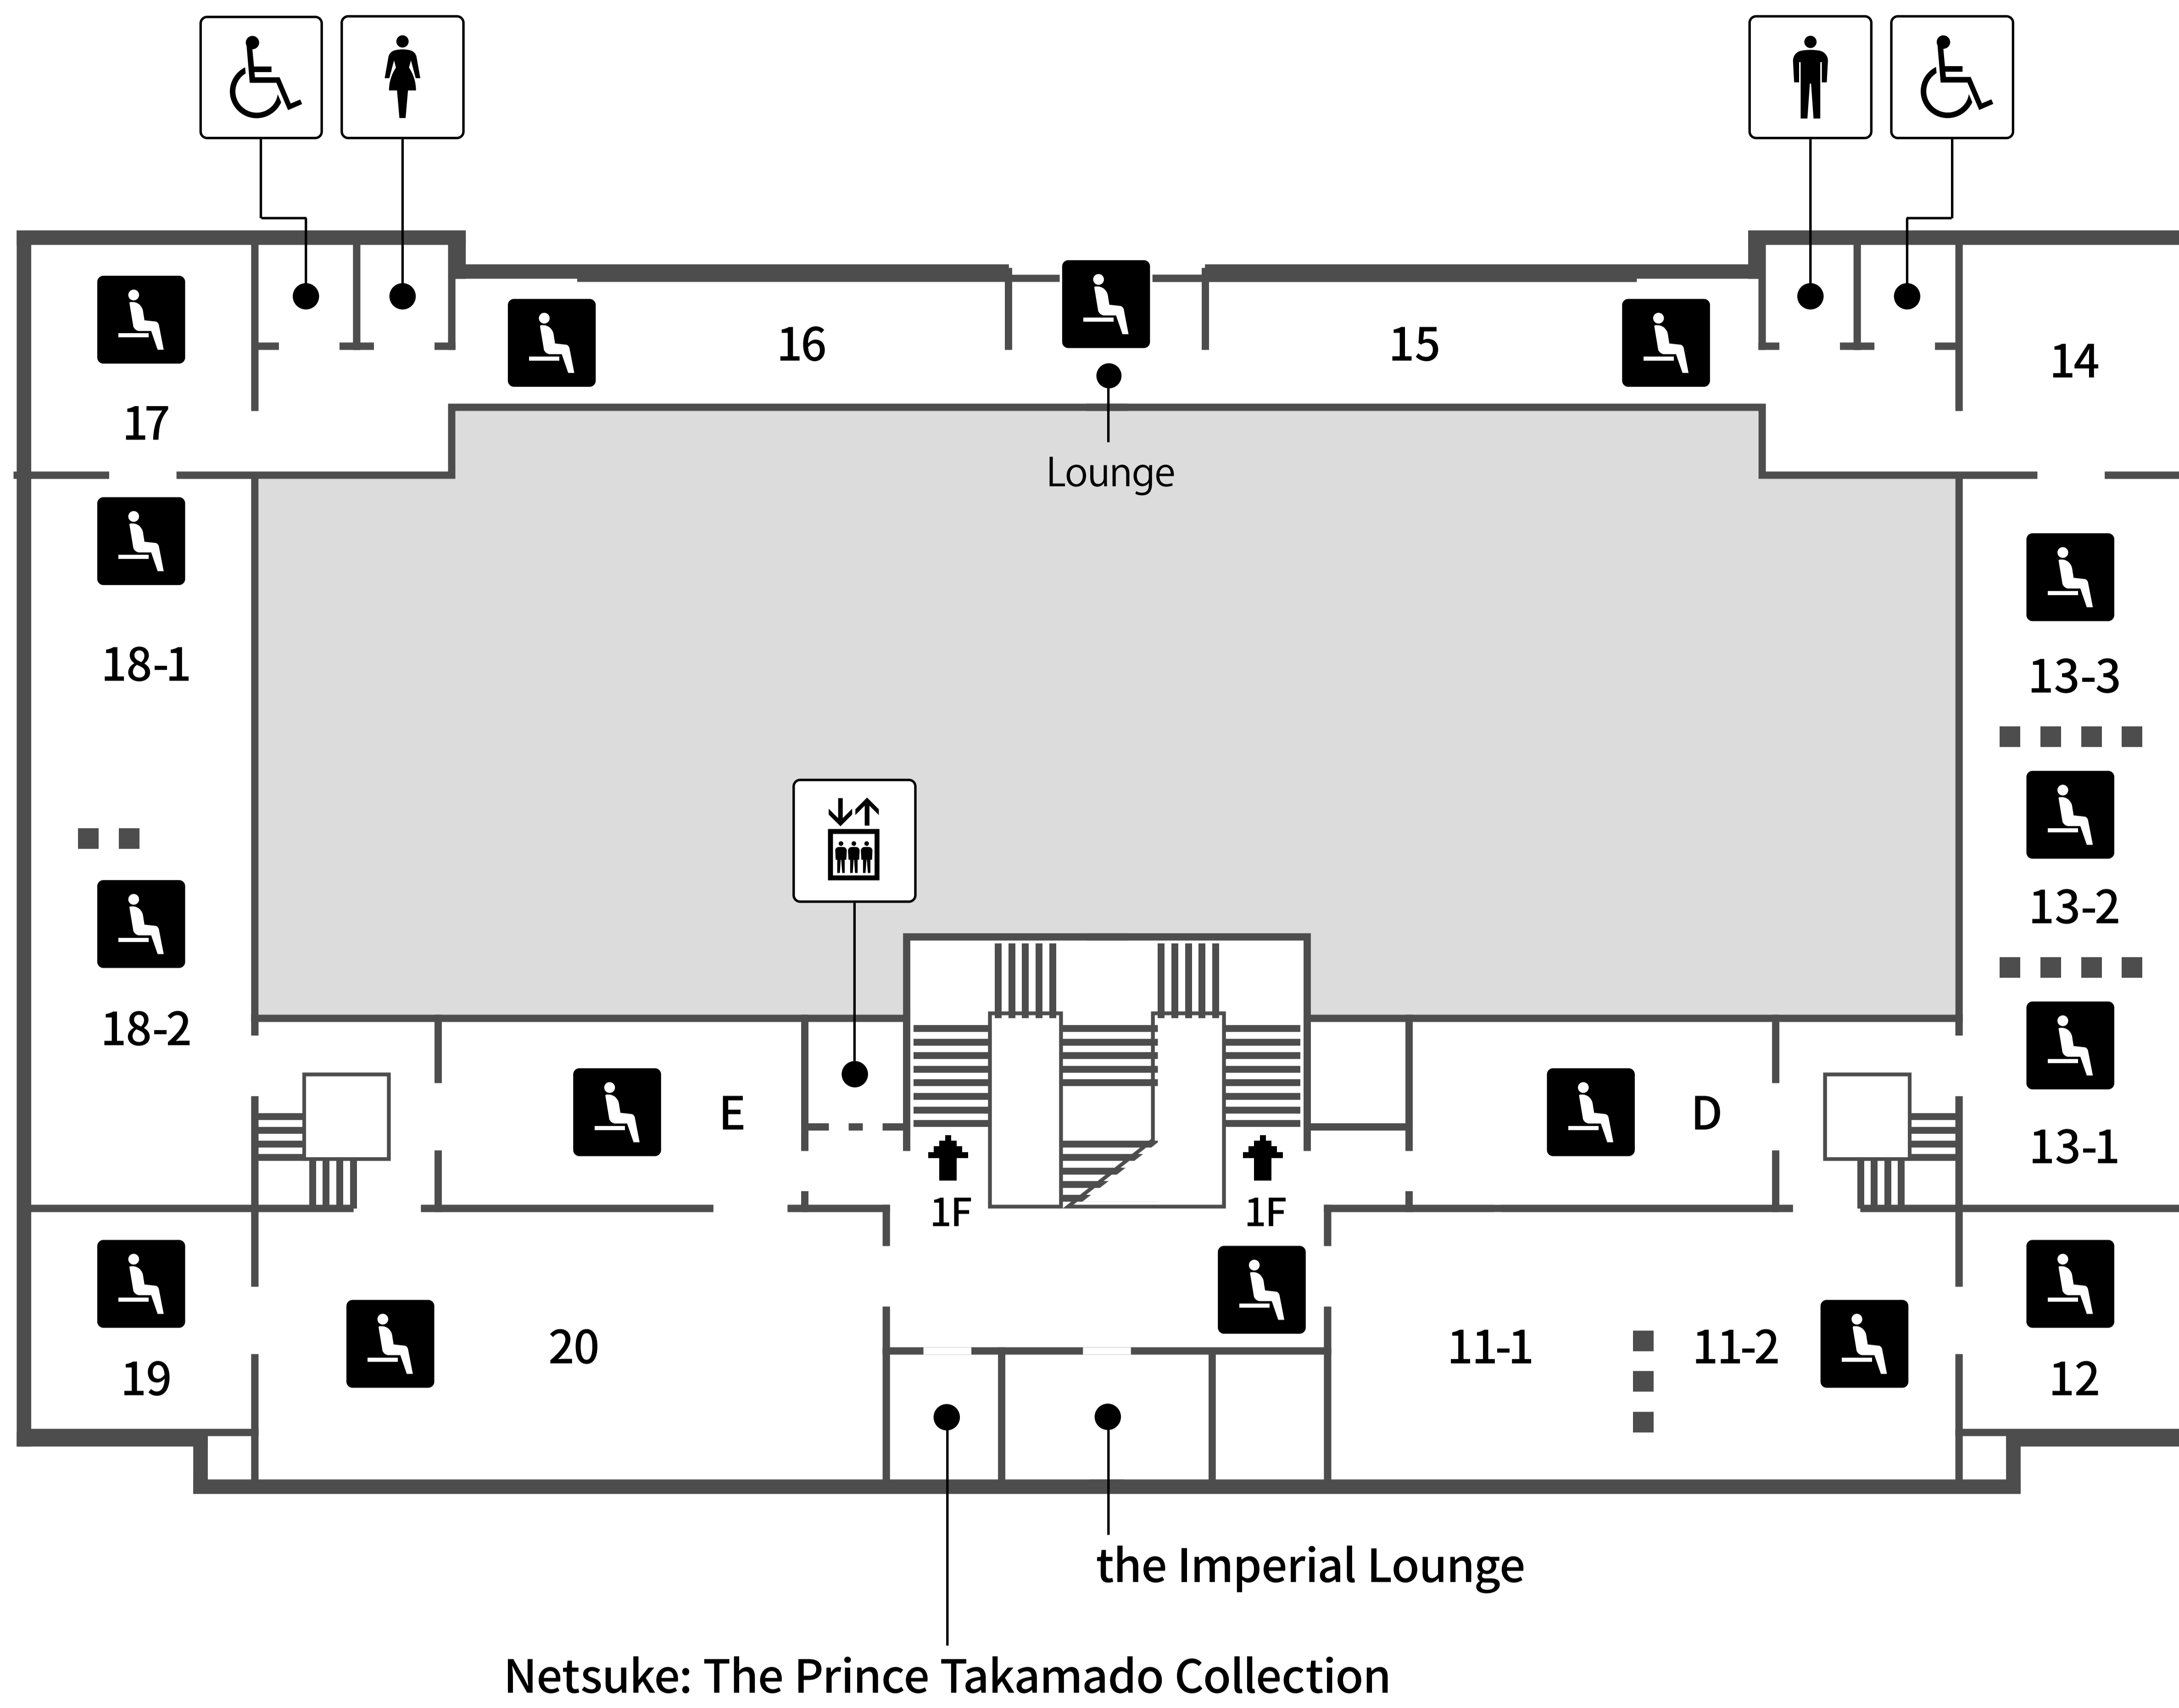 16
15
14
17
Lounge
18-1
13-3
13-2
18-2
E
D
13-1
1F
1F
20
11-1
11-2
19
12
the Imperial Lounge
Netsuke: The Prince Takamado Collection